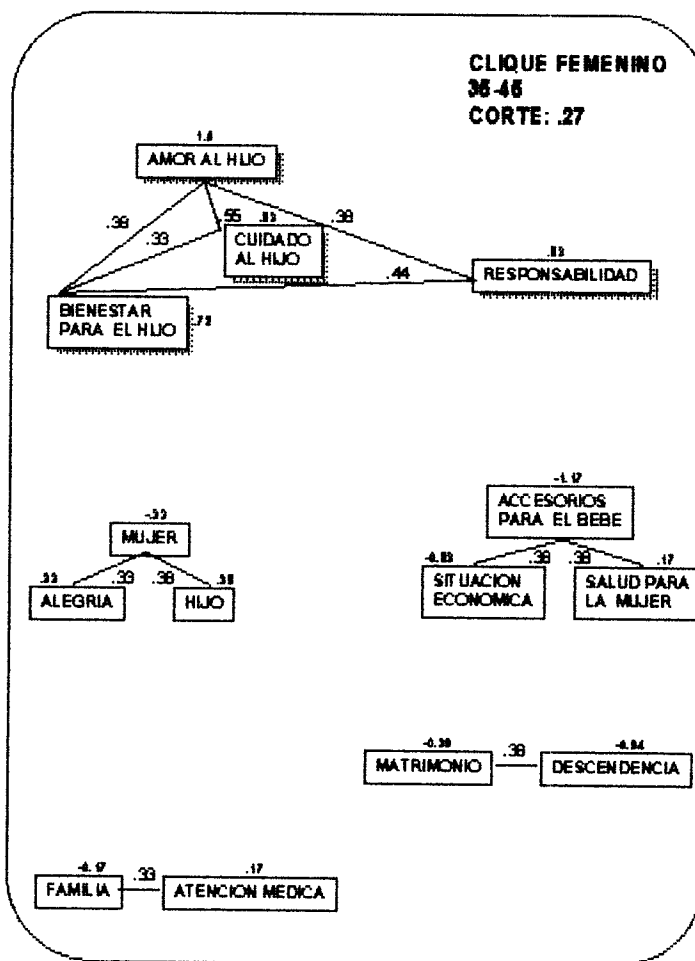 CLIQUE FEMENINO
CORTE: .27
AMOR AL HIJO
.38
.33
.55
.38
CUIDADO
AL HIJO
.44
RESPONSABILIDAD
BIENESTAR
PARA EL HIJO
.72
ACCESORIOS
PARA EL BEBE
-.33
MUJER
.33
.33
.38
ALEGRIA
HIJO
.38
.38
.17
SITUACION
ECONOMICA
SALUD PARA
LA MUJER
MATRIMONIO
.38
DESCENDENCIA
FAMILIA
.33
.17
ATENCION MEDICA